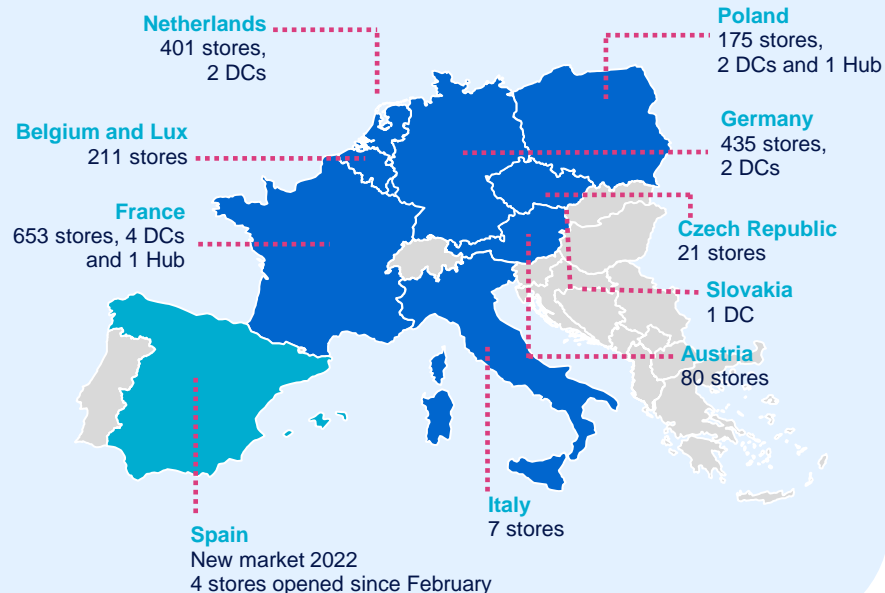 Netherlands
401 stores,
2 DCs
Poland
175 stores,
2 DCs and 1 Hub
Belgium and Lux
211 stores
Germany
435 stores,
2 DCs
France
653 stores, 4 DCs
and 1 Hub
Czech Republic
21 stores
Slovakia
1 DC
Austria
80 stores
Italy
7 stores
Spain
New market 2022
4 stores opened since February